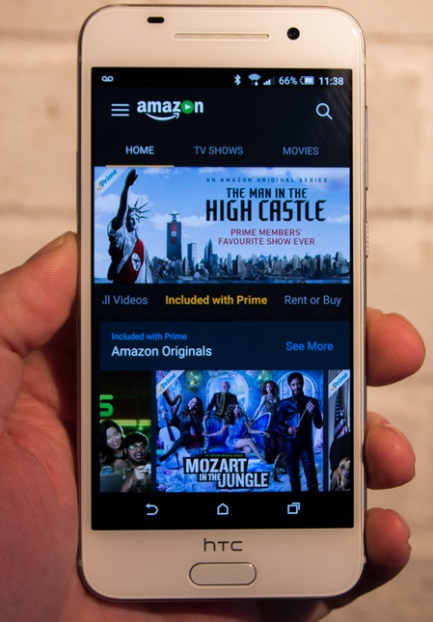 66% 11:38
amazon
HOME TV SHOWS MOVIES
Prime
AN AMAZON ORIGINAL SERIES
THE MAN IN THE
HIGH CASTLE
PRIME MEMBERS'
FAVOURITE SHOW EVER
ll Videos Included with Prime Rent or Buy
Included with Prime
Amazon Originals
See More
Prime
Prime
MOZART
IN THE JUNGLE
hTC